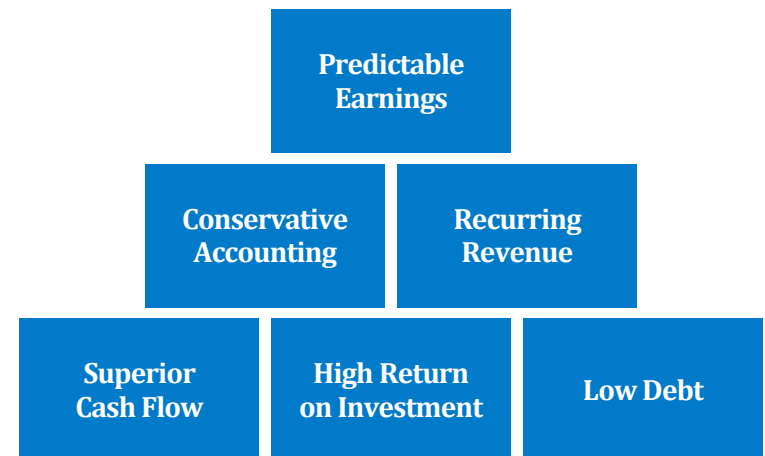 Predictable
Earnings
Conservative
Accounting
Recurring
Revenue
Superior
Cash Flow
High Return
on Investment
Low Debt